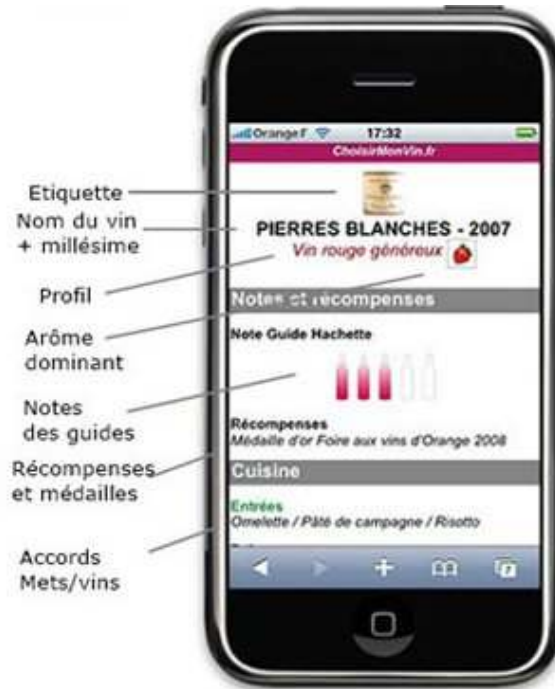 Orange F 17:32
ChoisirMonVin.fr
Etiquette
Nom du vin
+ millésime
PIERRES BLANCHES - 2007
Vin rouge généreux
Profil
Notes et récompenses
Arôme
dominant
Note Guide Hachette
Notes
des guides
Récompenses
Médaille d'or Foire aux vins d'Orange 2008
Récompenses
et médailles
Cuisine
Entrées
Omelette / Pâté de campagne / Risotto
Accords
Mets/vins